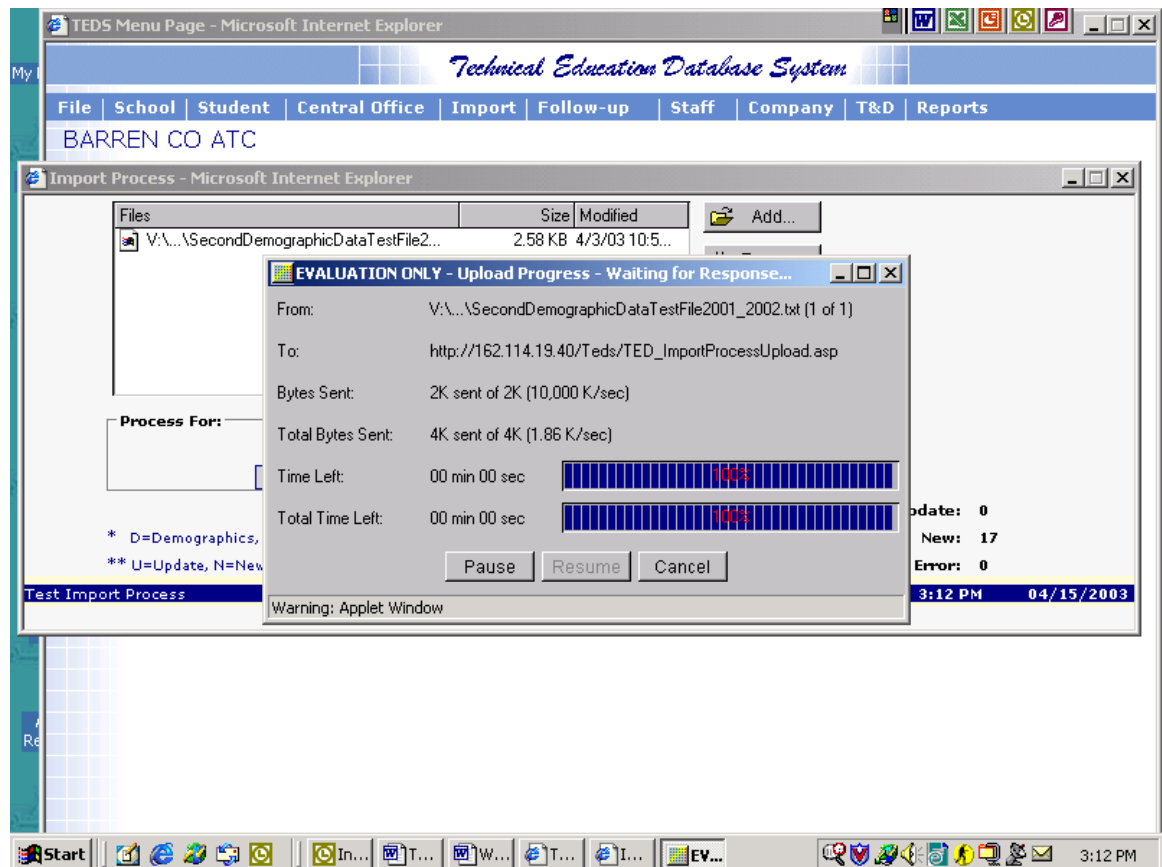 TEDS Menu Page - Microsoft Internet Explorer
Technical Education Database System
My
File | School | Student | Central Office | Import | Follow-up | Staff | Company | T&D | Reports
BARREN CO ATC
Import Process - Microsoft Internet Explorer
Files Size Modified
Add...
V:\...\SecondDemographicDataTestFile2... 2.58 KB 4/3/03 10:5...
EVALUATION ONLY - Upload Progress - Waiting for Response...
From: V:\...\SecondDemographicDataTestFile2001_2002.txt (1 of 1)
To: http://162.114.19.40/Teds/TED_ImportProcessUpload.asp
Bytes Sent: 2K sent of 2K (10,000 K/sec)
Process For:
Total Bytes Sent: 4K sent of 4K (1.86 K/sec)
Time Left: 00 min 00 sec 100%
Total Time Left: 00 min 00 sec 100%
pdate: 0
* D=Demographics,
New: 17
** U=Update, N=New
Error: 0
Pause Resume Cancel
Test Import Process
3:12 PM 04/15/2003
Warning: Applet Window
Re
Start In... T... W... T... I... EV... 3:12 PM